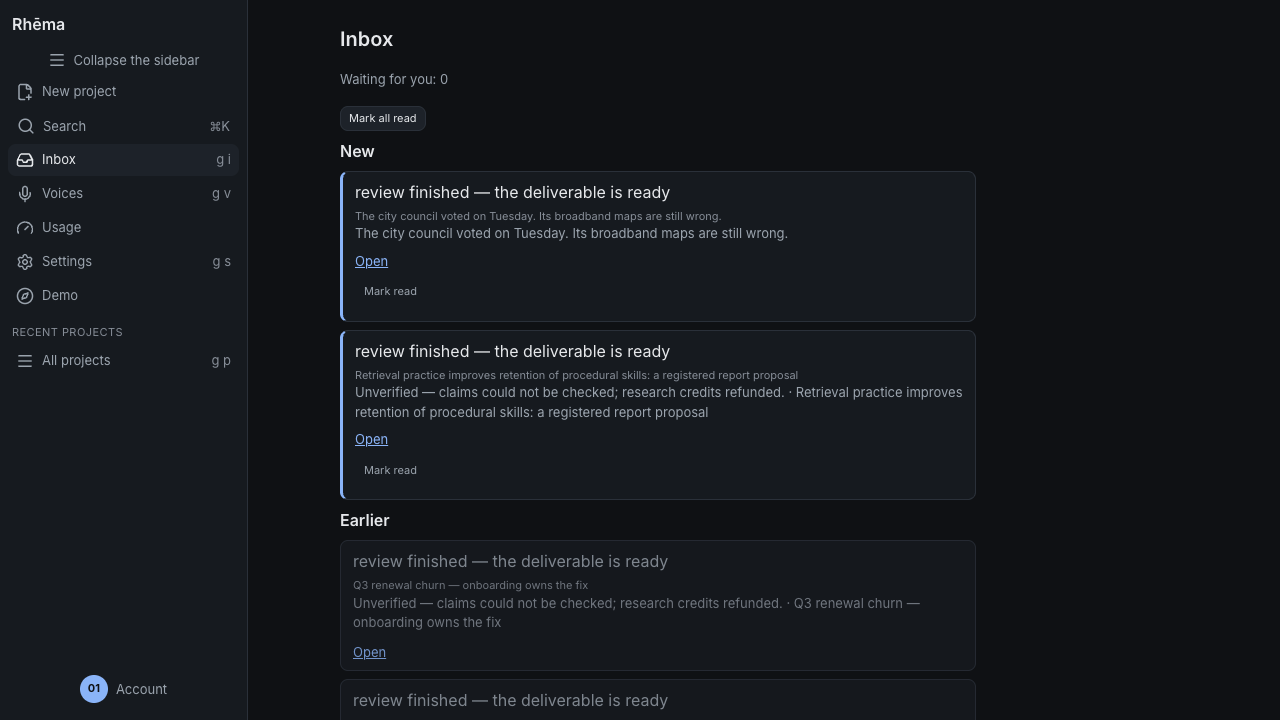 Rhēma
Collapse the sidebar
New project
Search ⌘K
Inbox g i
Voices g v
Usage
Settings g s
Demo
RECENT PROJECTS
All projects g p
01 Account
Inbox
Waiting for you: 0
Mark all read
New
review finished — the deliverable is ready
The city council voted on Tuesday. Its broadband maps are still wrong.
The city council voted on Tuesday. Its broadband maps are still wrong.
Open
Mark read
review finished — the deliverable is ready
Retrieval practice improves retention of procedural skills: a registered report proposal
Unverified — claims could not be checked; research credits refunded. · Retrieval practice improves
retention of procedural skills: a registered report proposal
Open
Mark read
Earlier
review finished — the deliverable is ready
Q3 renewal churn — onboarding owns the fix
Unverified — claims could not be checked; research credits refunded. · Q3 renewal churn —
onboarding owns the fix
Open
review finished — the deliverable is ready